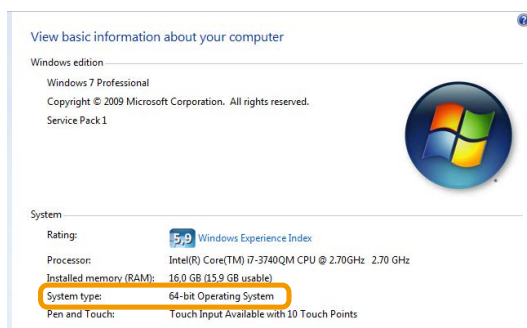 View basic information about your computer
Windows edition
Windows 7 Professional
Copyright © 2009 Microsoft Corporation. All rights reserved.
Service Pack 1
System
Rating: 5,9 Windows Experience Index
Processor: Intel(R) Core(TM) i7-3740QM CPU @ 2.70GHz 2.70 GHz
Installed memory (RAM): 16,0 GB (15,9 GB usable)
System type: 64-bit Operating System
Pen and Touch: Touch Input Available with 10 Touch Points